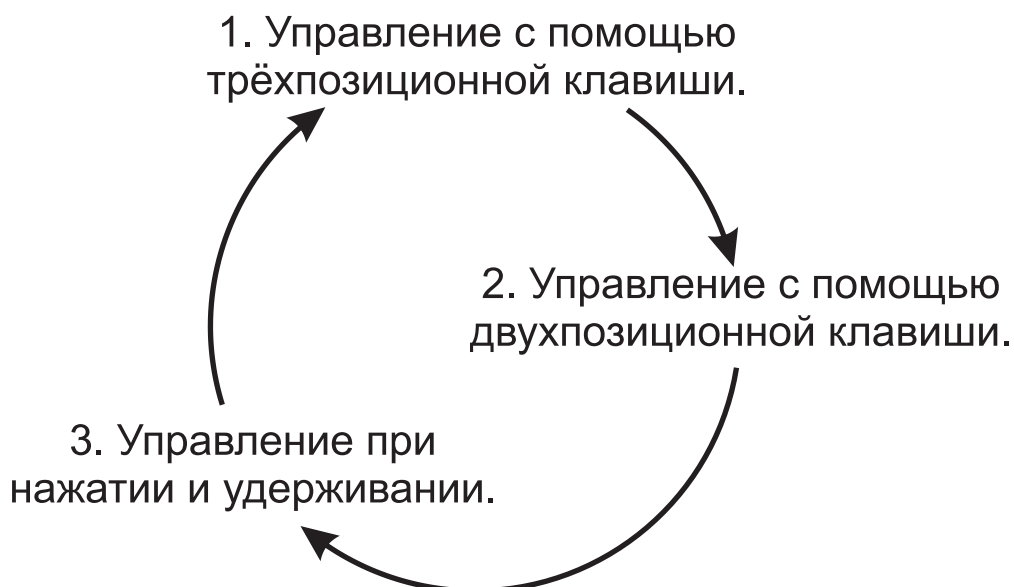 1. Управление с помощью
трёхпозиционной клавиши.
2. Управление с помощью
двухпозиционной клавиши.
3. Управление при
нажатии и удерживании.